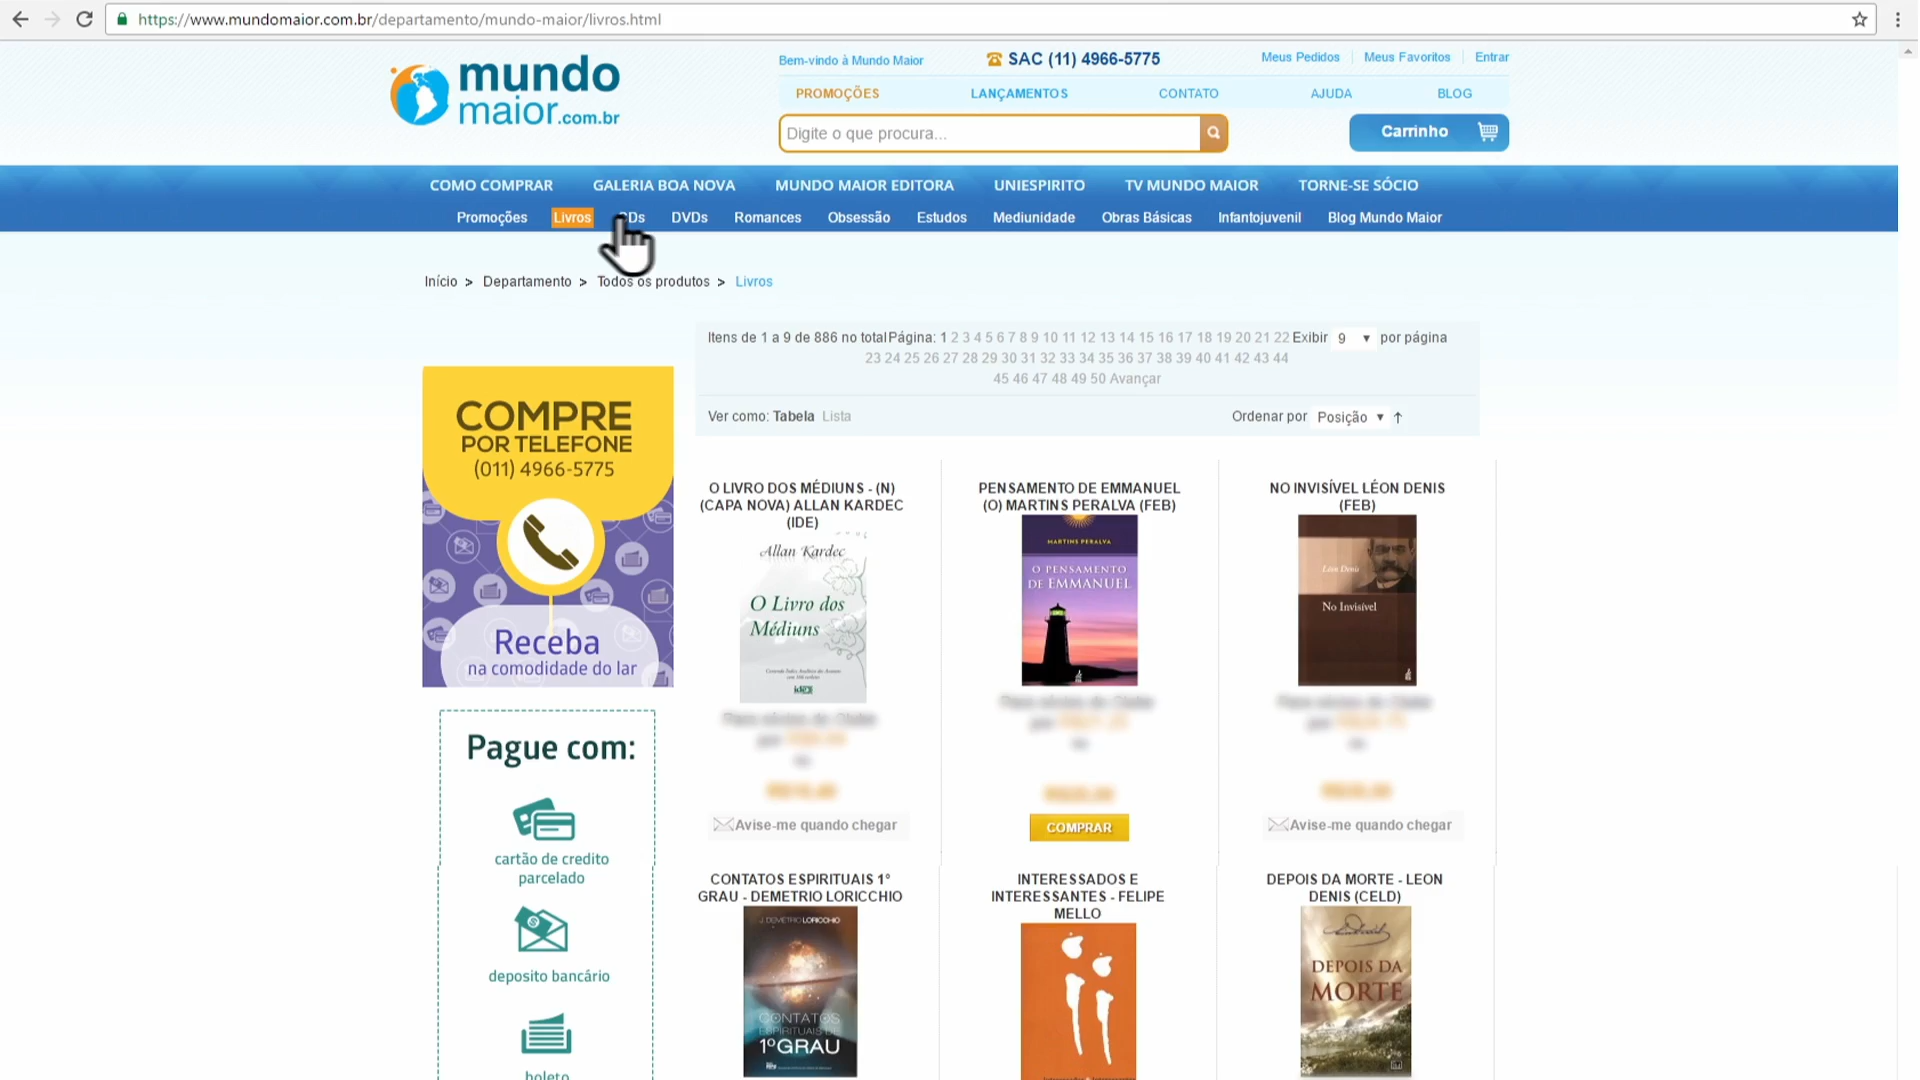 https://www.mundomaior.com.br/departamento/mundo-maior/livros.html
mundo
maior.com.br
Bem-vindo à Mundo Maior
SAC (11) 4966-5775
Meus Pedidos
Meus Favoritos
Entrar
PROMOÇÕES
LANÇAMENTOS
CONTATO
AJUDA
BLOG
Digite o que procura...
Carrinho
COMO COMPRAR
GALERIA BOA NOVA
MUNDO MAIOR EDITORA
UNIESPIRITO
TV MUNDO MAIOR
TORNE-SE SÓCIO
Promoções
Livros
CDs
DVDs
Romances
Obsessão
Estudos
Mediunidade
Obras Básicas
Infantojuvenil
Blog Mundo Maior
Início > Departamento > Todos os produtos > Livros
Itens de 1 a 9 de 886 no total Página: 1 2 3 4 5 6 7 8 9 10 11 12 13 14 15 16 17 18 19 20 21 22 Exibir 9 por página
23 24 25 26 27 28 29 30 31 32 33 34 35 36 37 38 39 40 41 42 43 44
45 46 47 48 49 50 Avançar
Ver como: Tabela Lista
Ordenar por Posição
COMPRE
POR TELEFONE
(011) 4966-5775
Receba
na comodidade do lar
Pague com:
cartão de credito
parcelado
deposito bancário
boleto
O LIVRO DOS MÉDIUNS - (N)
(CAPA NOVA) ALLAN KARDEC
(IDE)
Allan Kardec
O Livro dos
Médiuns
ide
Avise-me quando chegar
PENSAMENTO DE EMMANUEL
(O) MARTINS PERALVA (FEB)
MARTINS PERALVA
O PENSAMENTO
DE EMMANUEL
COMPRAR
NO INVISÍVEL LÉON DENIS
(FEB)
Léon Denis
No Invisível
Avise-me quando chegar
CONTATOS ESPIRITUAIS 1°
GRAU - DEMETRIO LORICCHIO
J. DEMETRIO LORICCHIO
CONTATOS
ESPIRITUAIS DE
1º GRAU
INTERESSADOS E
INTERESSANTES - FELIPE
MELLO
DEPOIS DA MORTE - LEON
DENIS (CELD)
DEPOIS DA
MORTE